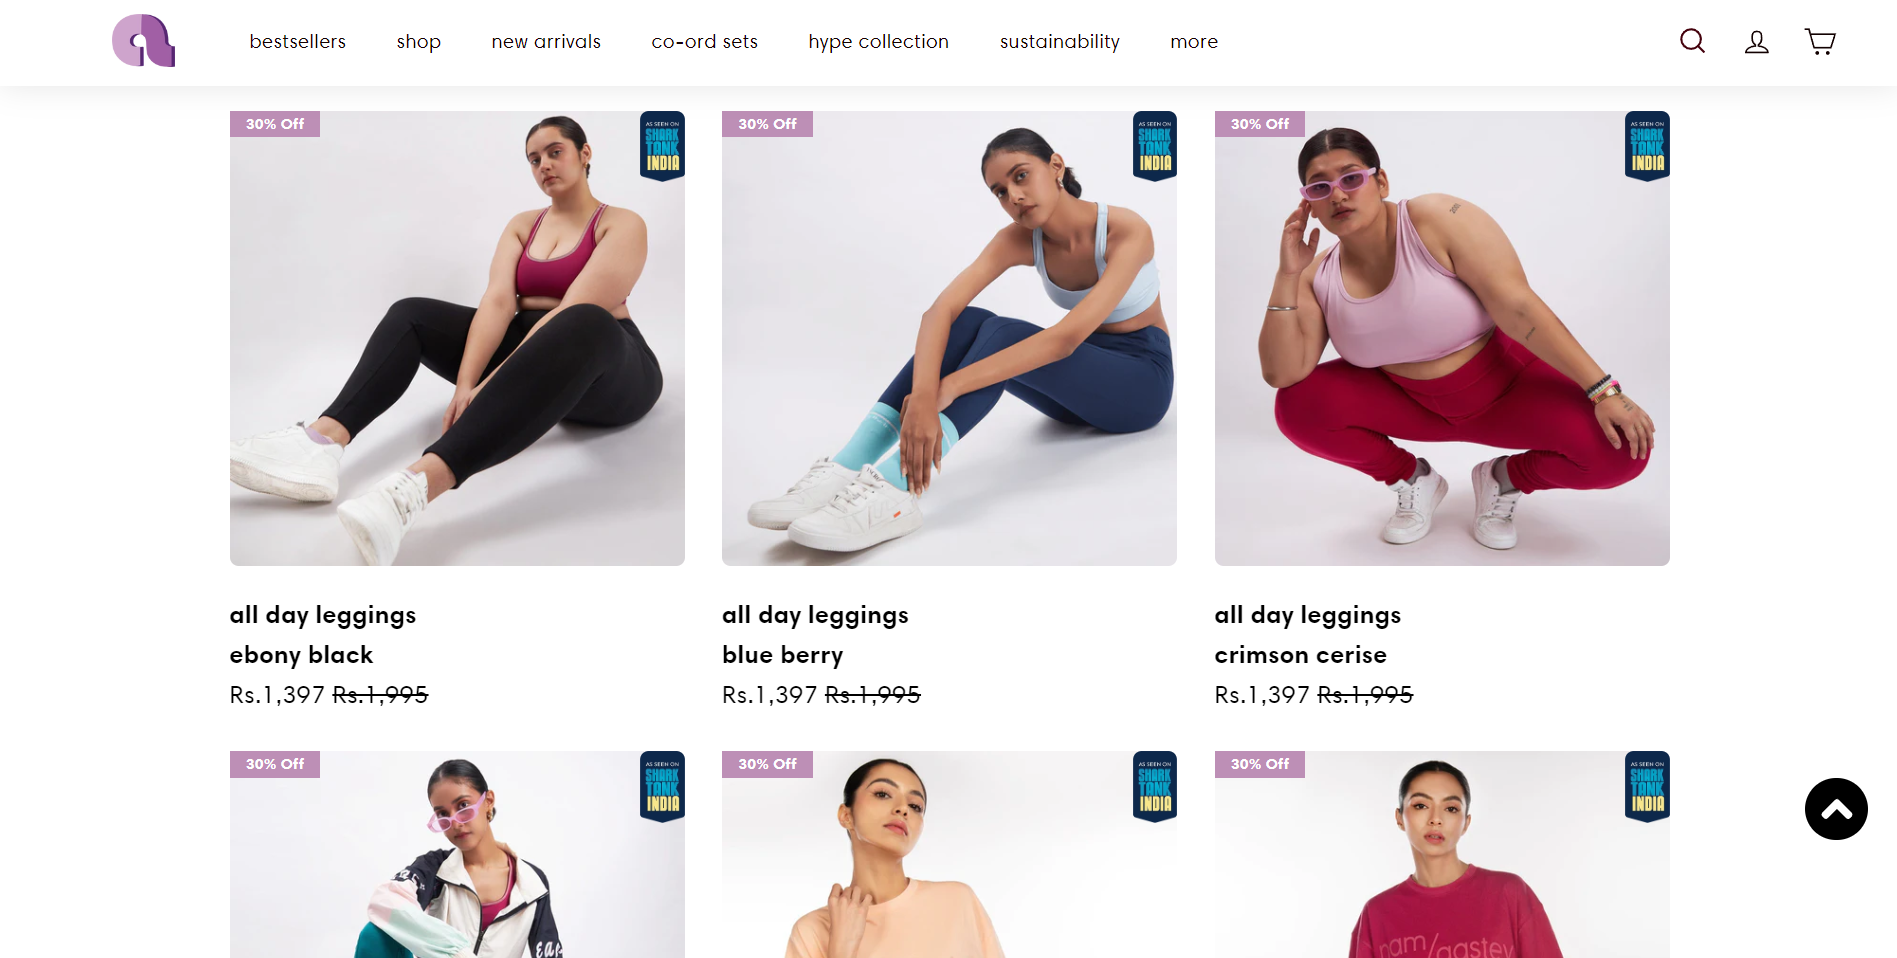 bestsellers shop new arrivals co-ord sets hype collection sustainability more
30% Off
AS SEEN ON
SHARK
TANK
INDIA
30% Off
AS SEEN ON
SHARK
TANK
INDIA
30% Off
AS SEEN ON
SHARK
TANK
INDIA
all day leggings
ebony black
Rs.1,397 Rs.1,995
all day leggings
blue berry
Rs.1,397 Rs.1,995
all day leggings
crimson cerise
Rs.1,397 Rs.1,995
30% Off
AS SEEN ON
SHARK
TANK
INDIA
30% Off
AS SEEN ON
SHARK
TANK
INDIA
30% Off
AS SEEN ON
SHARK
TANK
INDIA